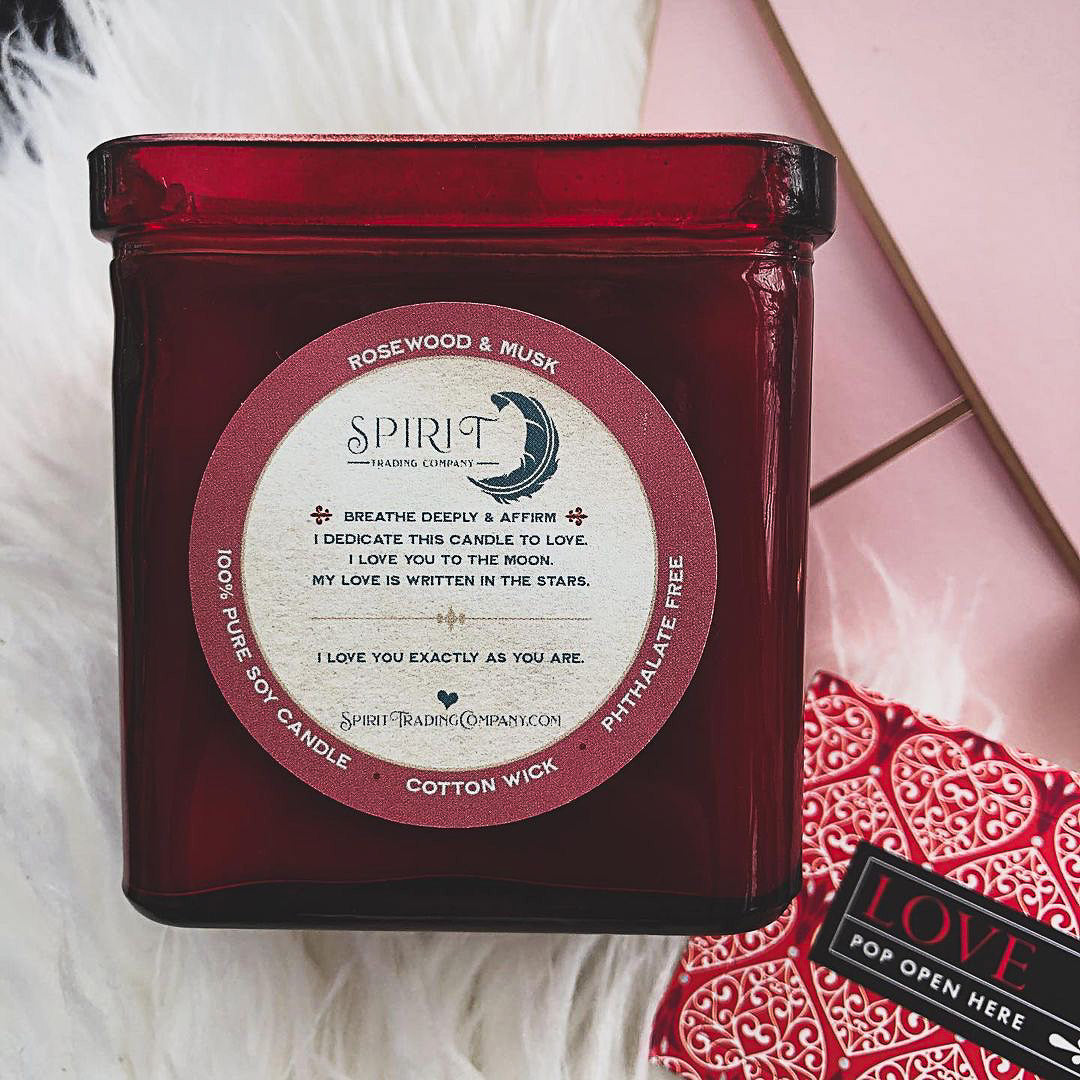 ROSEWOOD & MUSK
SPIRIT
TRADING COMPANY
BREATHE DEEPLY & AFFIRM
I DEDICATE THIS CANDLE TO LOVE.
I LOVE YOU TO THE MOON.
MY LOVE IS WRITTEN IN THE STARS.
I LOVE YOU EXACTLY AS YOU ARE.
SPIRITTRADINGCOMPANY.COM
100% PURE SOY CANDLE • COTTON WICK • PHTHALATE FREE
LOVE
POP OPEN HERE